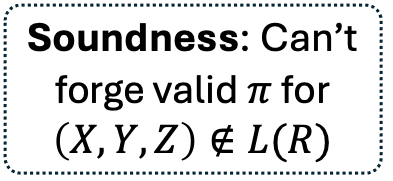 Soundness: Can't
forge valid π for
(X, Y, Z) ∉ L(R)